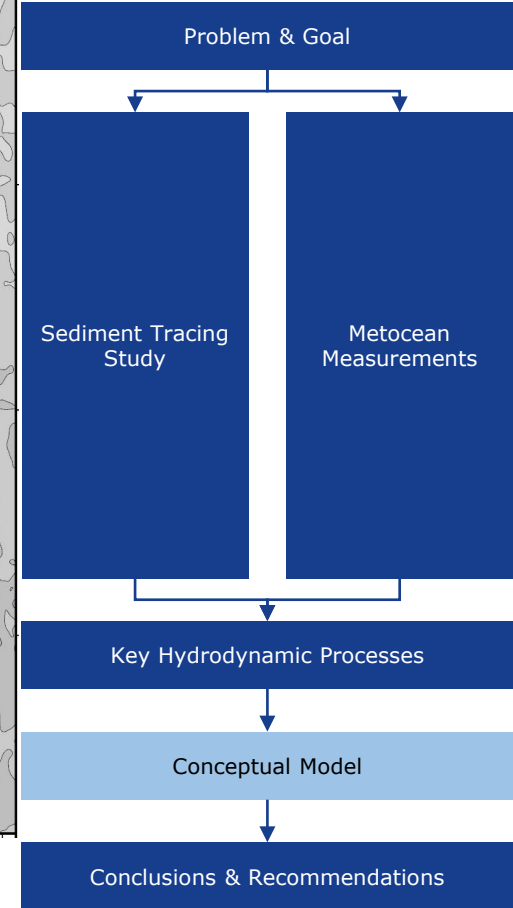 Problem & Goal
Sediment Tracing
Study
Metocean
Measurements
Key Hydrodynamic Processes
Conceptual Model
Conclusions & Recommendations